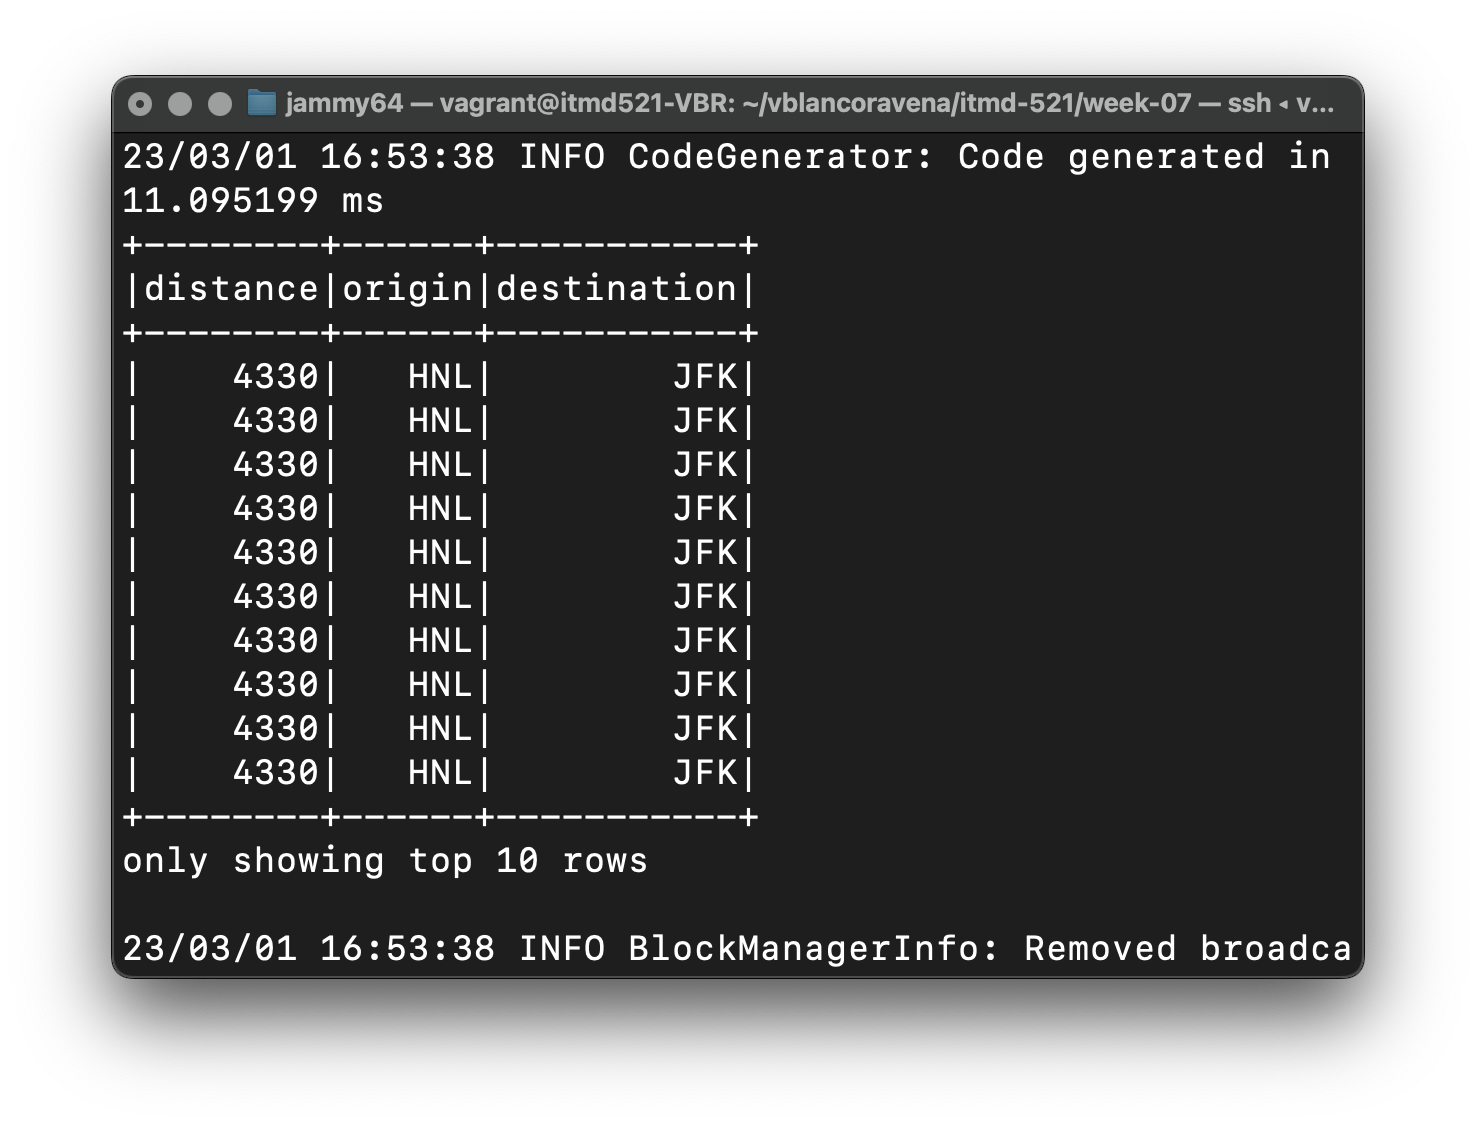 jammy64 — vagrant@itmd521-VBR: ~/vblancoravena/itmd-521/week-07 — ssh ◂ v...
23/03/01 16:53:38 INFO CodeGenerator: Code generated in
11.095199 ms
+--------+------+-----------+
|distance|origin|destination|
+--------+------+-----------+
|    4330|   HNL|        JFK|
|    4330|   HNL|        JFK|
|    4330|   HNL|        JFK|
|    4330|   HNL|        JFK|
|    4330|   HNL|        JFK|
|    4330|   HNL|        JFK|
|    4330|   HNL|        JFK|
|    4330|   HNL|        JFK|
|    4330|   HNL|        JFK|
|    4330|   HNL|        JFK|
+--------+------+-----------+
only showing top 10 rows
23/03/01 16:53:38 INFO BlockManagerInfo: Removed broadca